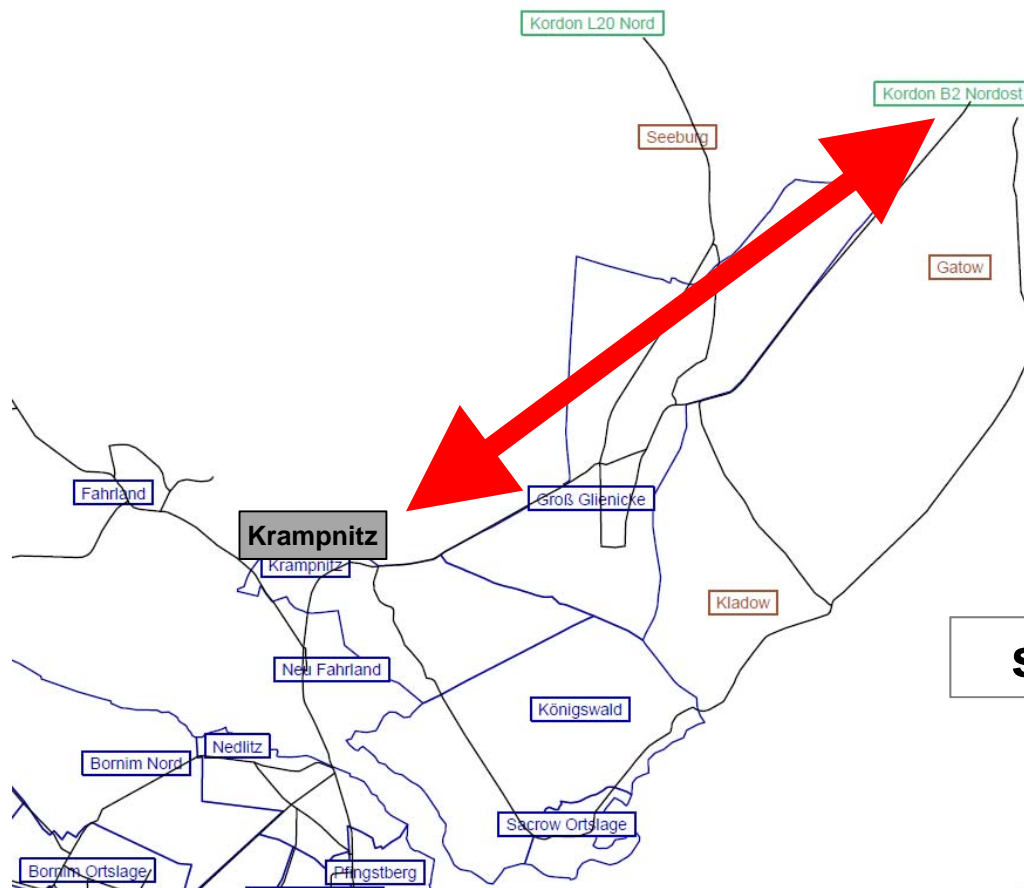 Kordon L20 Nord
Kordon B2 Nordost
Seeburg
Gatow
Fahrland
Groß Glienicke
Krampnitz
Krampnitz
Kladow
Neu Fahrland
Königswald
Nedlitz
Bornim Nord
Sacrow Ortslage
Bornim Ortslage
Pfingstberg